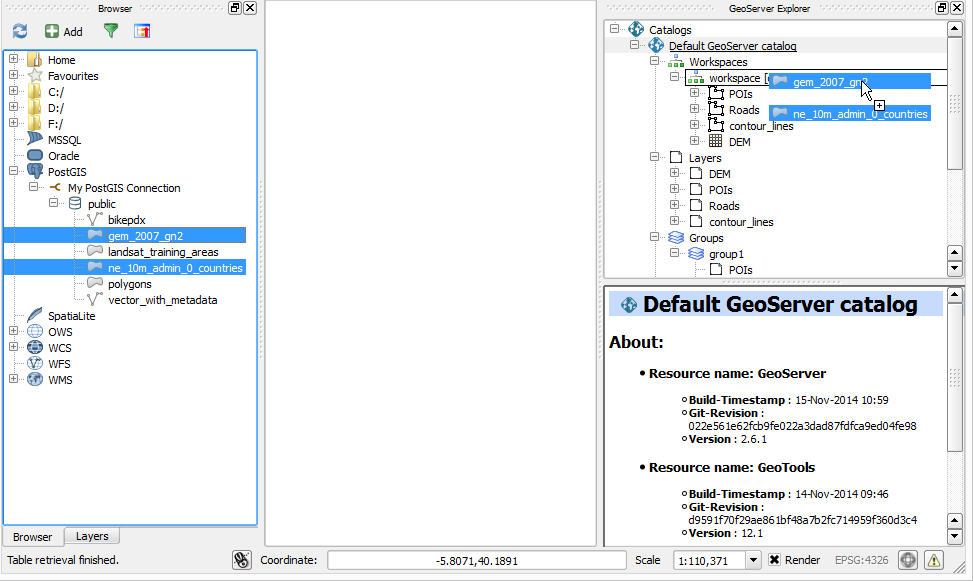 Browser
Add
Home
Favourites
C:/
D:/
F:/
MSSQL
Oracle
PostGIS
My PostGIS Connection
public
bikepdx
gem_2007_gn2
landsat_training_areas
ne_10m_admin_0_countries
polygons
vector_with_metadata
SpatiaLite
OWS
WCS
WFS
WMS
Browser Layers
GeoServer Explorer
Catalogs
Default GeoServer catalog
Workspaces
workspace
gem_2007_gn2
POIs
Roads
ne_10m_admin_0_countries
contour_lines
DEM
Layers
DEM
POIs
Roads
contour_lines
Groups
group1
POIs
Default GeoServer catalog
About:
• Resource name: GeoServer
Build-Timestamp : 15-Nov-2014 10:59
Git-Revision :
022e561e62fcb9fe022a3dad87fdfca9ed04fe98
Version : 2.6.1
• Resource name: GeoTools
Build-Timestamp : 14-Nov-2014 09:46
Git-Revision :
d9591f70f29ae861bf48a7b2fc714959f360d3c4
Version : 12.1
Table retrieval finished. Coordinate: -5.8071,40.1891 Scale 1:110,371 Render EPSG:4326